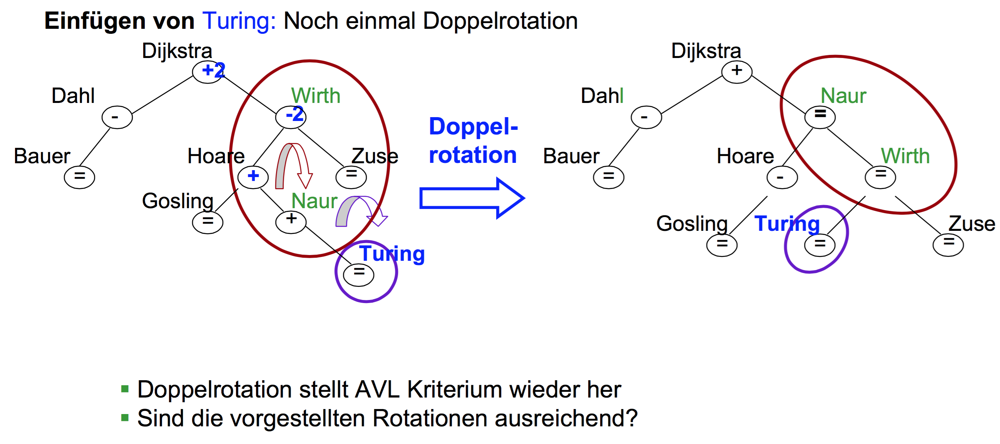 Einfügen von Turing: Noch einmal Doppelrotation
Dijkstra
+2
Dahl
-
Wirth
-2
Bauer
=
Hoare
+
Zuse
=
Gosling
=
Naur
+
Turing
=
Doppel-
rotation
Dijkstra
+
Dahl
-
Naur
=
Bauer
=
Hoare
-
Wirth
=
Gosling
=
Turing
=
Zuse
=
Doppelrotation stellt AVL Kriterium wieder her
Sind die vorgestellten Rotationen ausreichend?